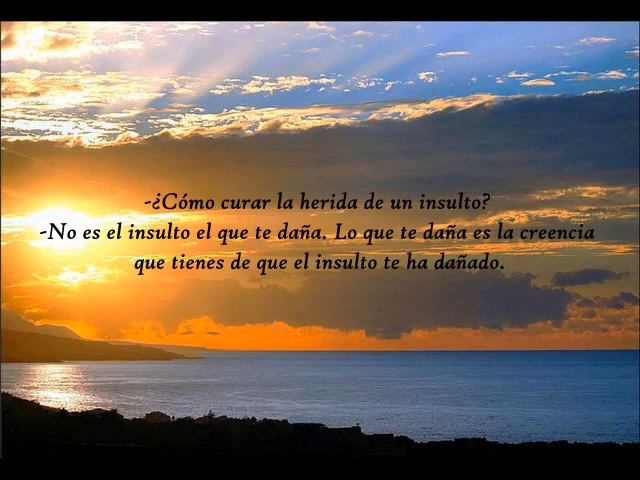 -¿Cómo curar la herida de un insulto?
-No es el insulto el que te daña. Lo que te daña es la creencia
que tienes de que el insulto te ha dañado.